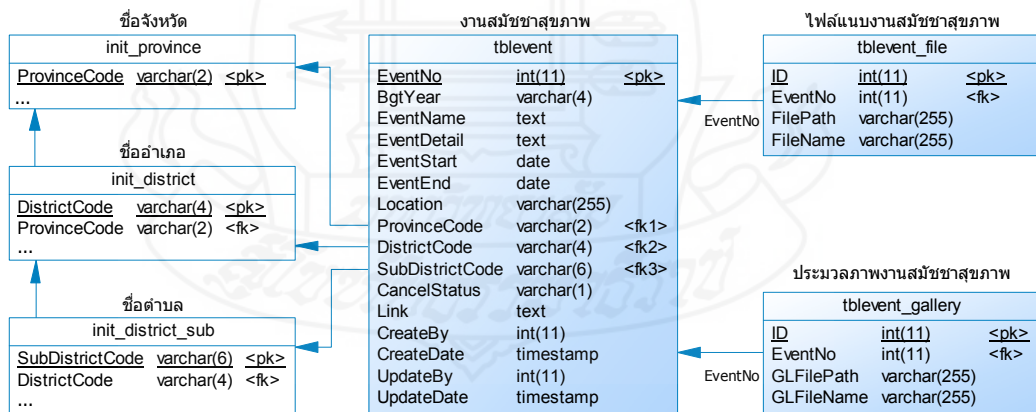 ชื่อจังหวัด
init_province
ProvinceCode varchar(2) <pk>
...
ชื่ออำเภอ
init_district
DistrictCode varchar(4) <pk>
ProvinceCode varchar(2) <fk>
...
ชื่อตำบล
init_district_sub
SubDistrictCode varchar(6) <pk>
DistrictCode varchar(4) <fk>
...
งานสมัชชาสุขภาพ
tblevent
EventNo int(11) <pk>
BgtYear varchar(4)
EventName text
EventDetail text
EventStart date
EventEnd date
Location varchar(255)
ProvinceCode varchar(2) <fk1>
DistrictCode varchar(4) <fk2>
SubDistrictCode varchar(6) <fk3>
CancelStatus varchar(1)
Link text
CreateBy int(11)
CreateDate timestamp
UpdateBy int(11)
UpdateDate timestamp
ไฟล์แนบงานสมัชชาสุขภาพ
tblevent_file
ID int(11) <pk>
EventNo int(11) <fk>
FilePath varchar(255)
FileName varchar(255)
EventNo
ประมวลภาพงานสมัชชาสุขภาพ
tblevent_gallery
ID int(11) <pk>
EventNo int(11) <fk>
GLFilePath varchar(255)
GLFileName varchar(255)
EventNo